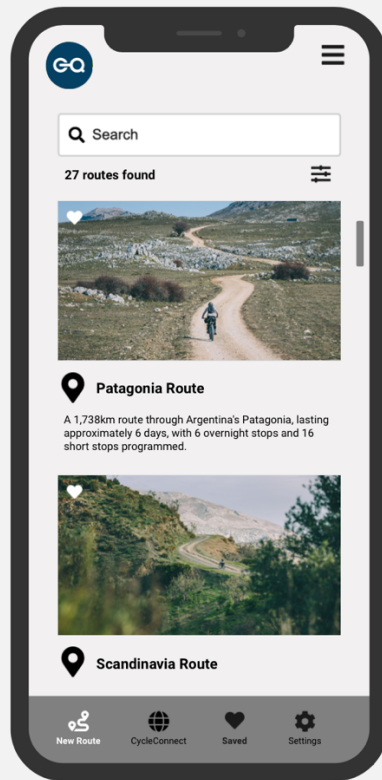 GQ
Search
27 routes found
Patagonia Route
A 1,738km route through Argentina's Patagonia, lasting
approximately 6 days, with 6 overnight stops and 16
short stops programmed.
Scandinavia Route
New Route
CycleConnect
Saved
Settings